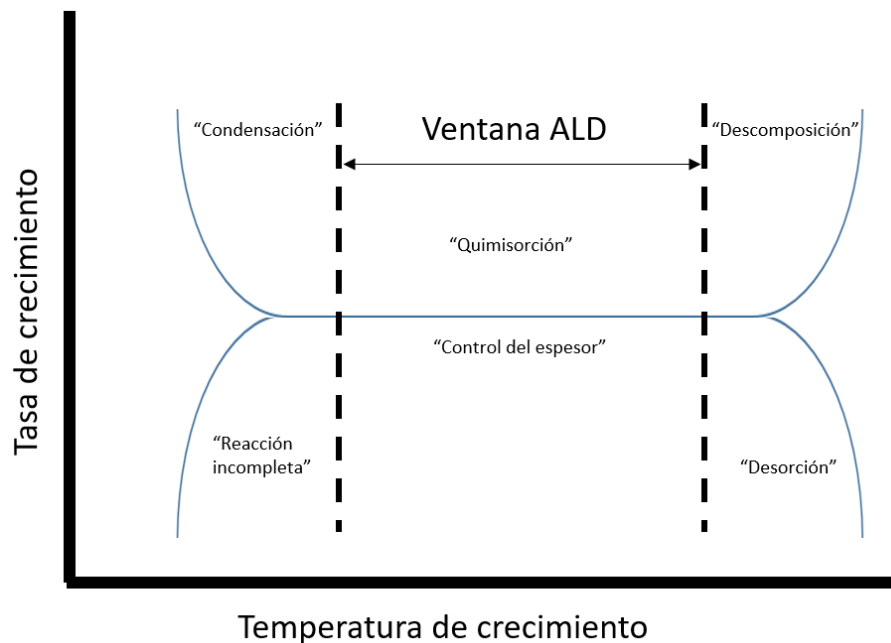 “Condensación”
Ventana ALD
“Descomposición”
“Quimisorción”
“Control del espesor”
“Reacción
incompleta”
“Desorción”
Tasa de crecimiento
Temperatura de crecimiento